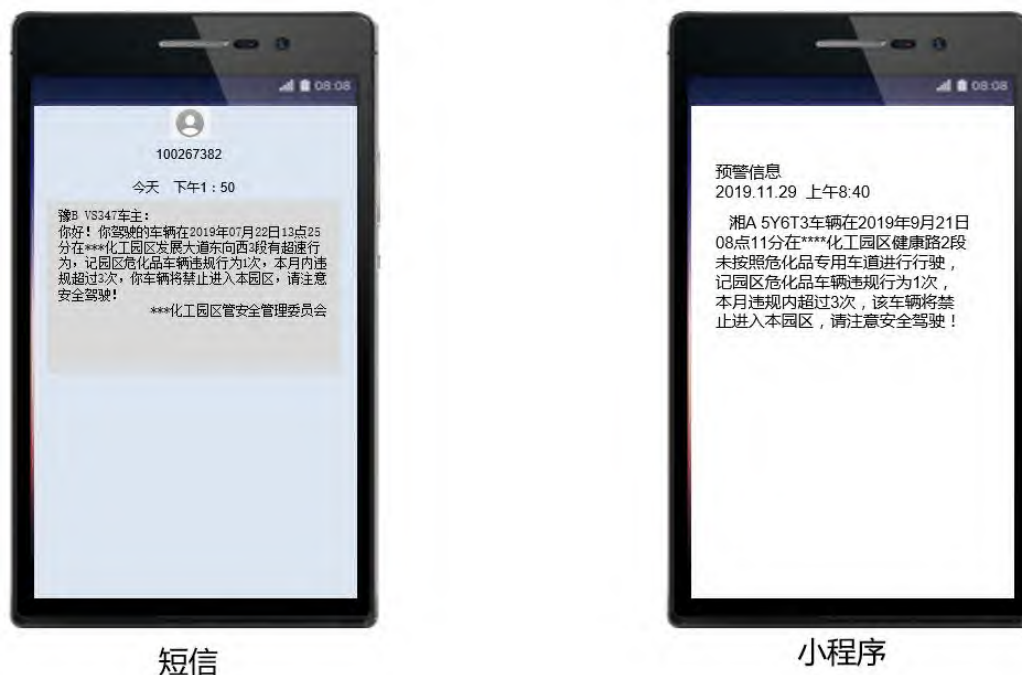 08:08
100267382
今天 下午1：50
豫B VS347车主：
你好！你驾驶的车辆在2019年07月22日13点25
分在***化工园区发展大道东向西3段有超速行
为，记园区危化品车辆违规行为1次，本月内违
规超过3次，你车辆将禁止进入本园区，请注意
安全驾驶！
***化工园区管安全管理委员会
短信
08:08
预警信息
2019.11.29 上午8:40
湘A 5Y6T3车辆在2019年9月21日
08点11分在****化工园区健康路2段
未按照危化品专用车道进行行驶，
记园区危化品车辆违规行为1次，
本月违规内超过3次，该车辆将禁
止进入本园区，请注意安全驾驶！
小程序